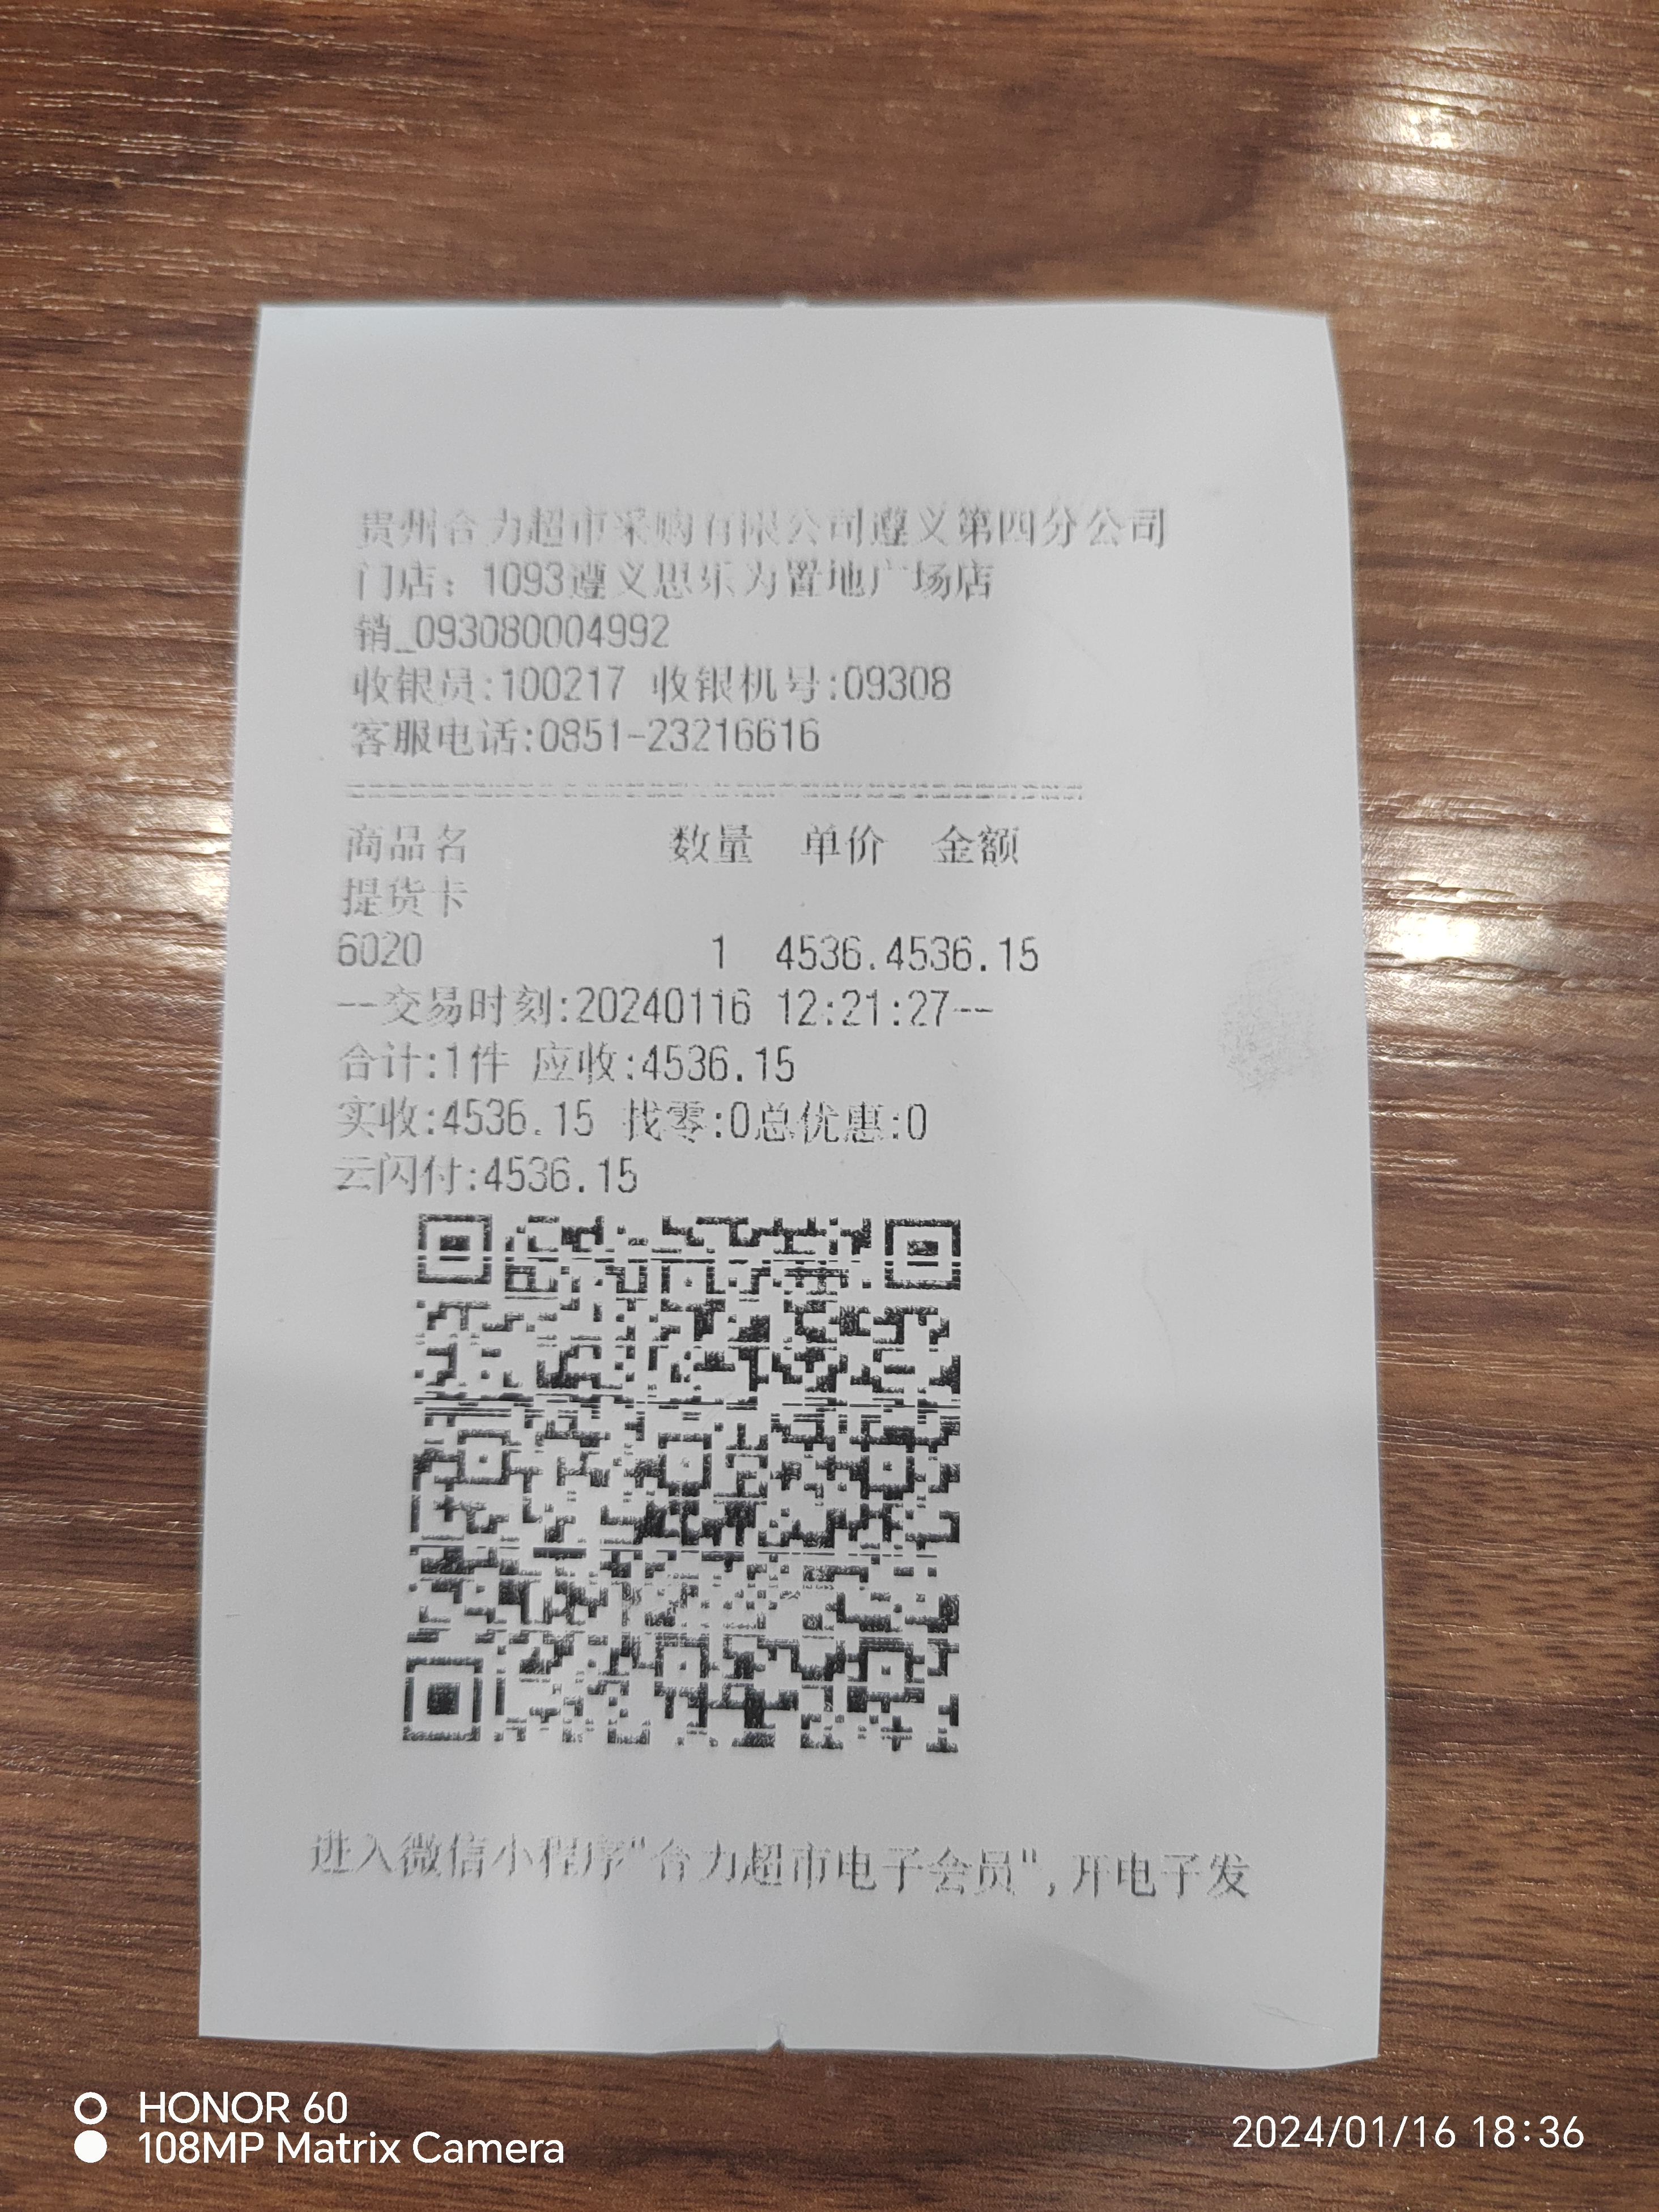 贵州合力超市采购有限公司遵义第四分公司
门店：1093遵义思乐为置地广场店
销_093080004992
收银员:100217 收银机号:09308
客服电话:0851-23216616
商品名 数量 单价 金额
提货卡
6020 1 4536.4536.15
--交易时刻:20240116 12:21:27--
合计:1件 应收:4536.15
实收:4536.15 找零:0总优惠:0
云闪付:4536.15
进入微信小程序"合力超市电子会员",开电子发
HONOR 60
108MP Matrix Camera
2024/01/16 18:36